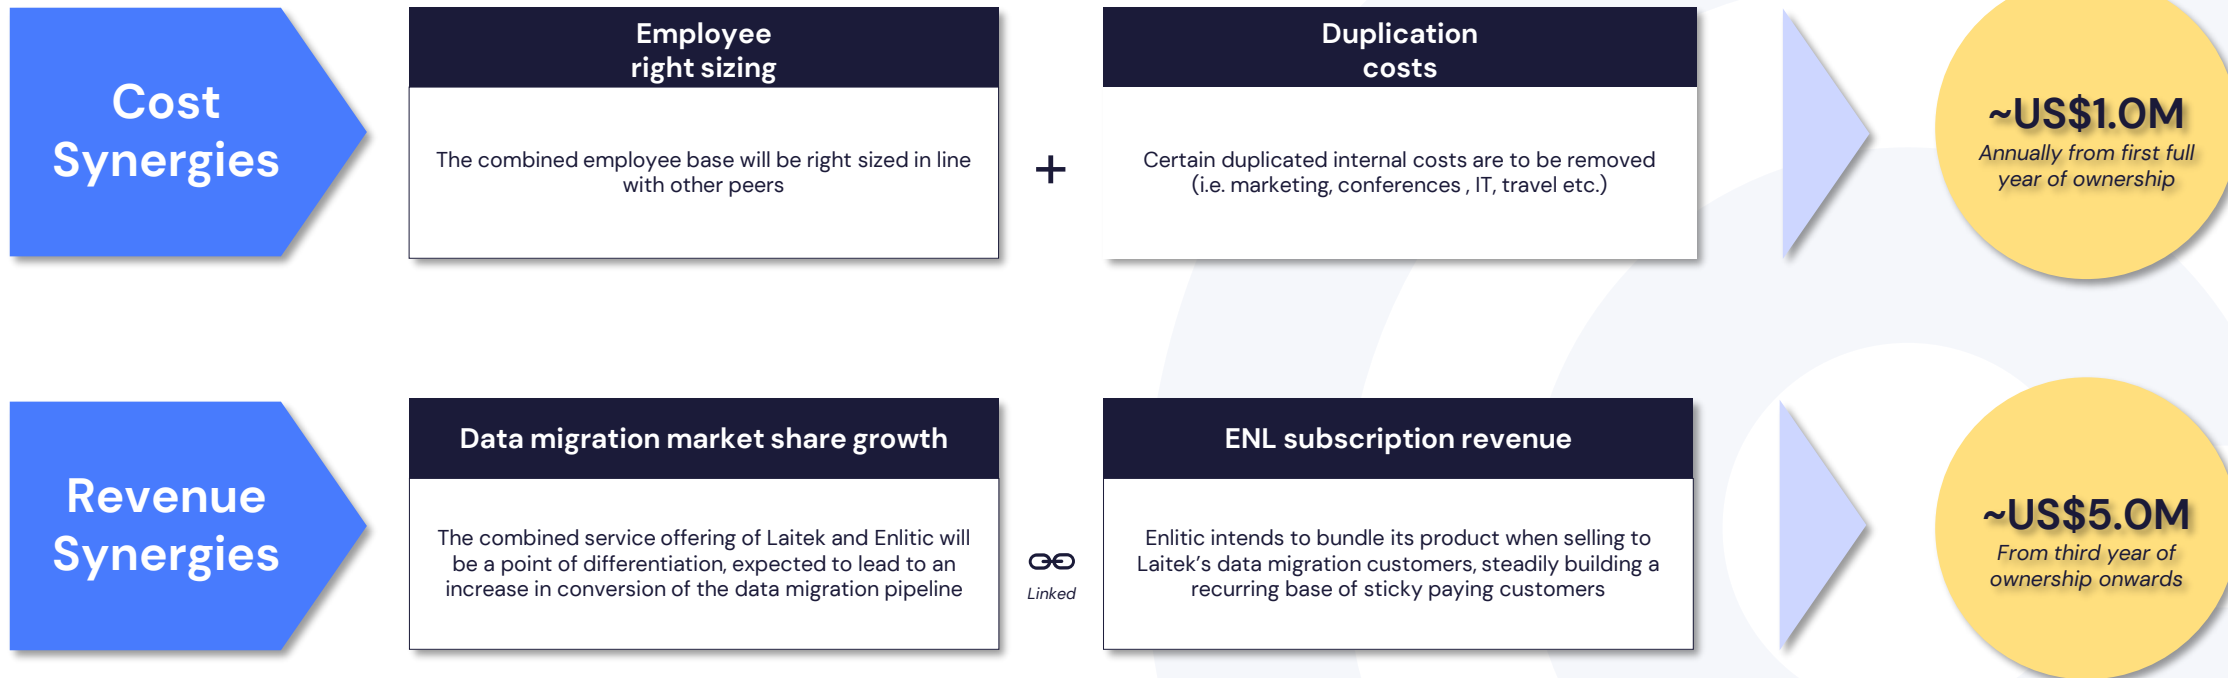 Cost
Synergies
Employee
right sizing
The combined employee base will be right sized in line
with other peers
+
Duplication
costs
Certain duplicated internal costs are to be removed
(i.e. marketing, conferences , IT, travel etc.)
~US$1.0M
Annually from first full
year of ownership
Revenue
Synergies
Data migration market share growth
The combined service offering of Laitek and Enlitic will
be a point of differentiation, expected to lead to an
increase in conversion of the data migration pipeline
Linked
ENL subscription revenue
Enlitic intends to bundle its product when selling to
Laitek’s data migration customers, steadily building a
recurring base of sticky paying customers
~US$5.0M
From third year of
ownership onwards